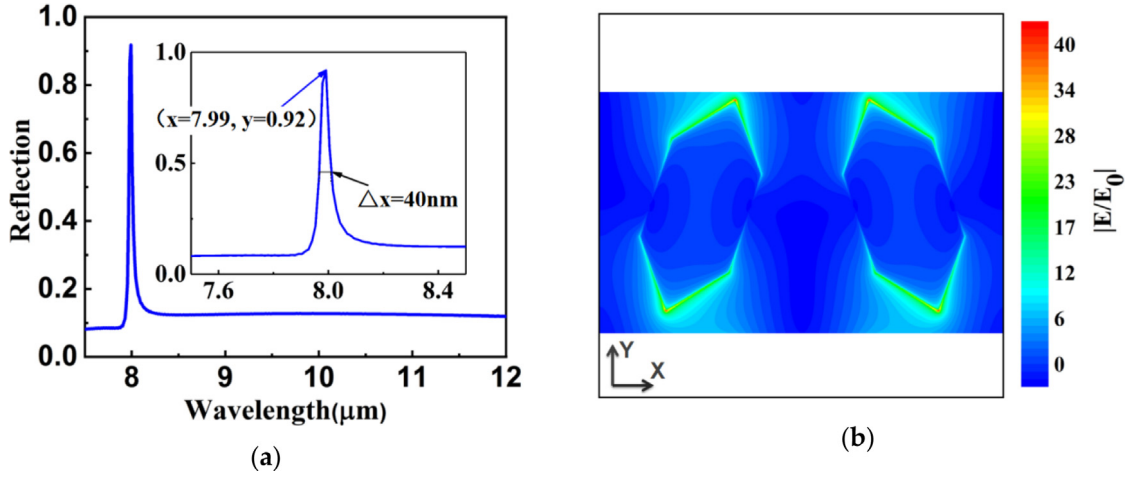 1.0
0.8
0.6
0.4
0.2
0.0
Reflection
8
9
10
11
12
Wavelength(μm)
1.0
0.5
0.0
7.6
8.0
8.4
(x=7.99, y=0.92)
△x=40nm
(a)
Y
X
40
34
28
23
17
12
6
0
|E/E₀|
(b)